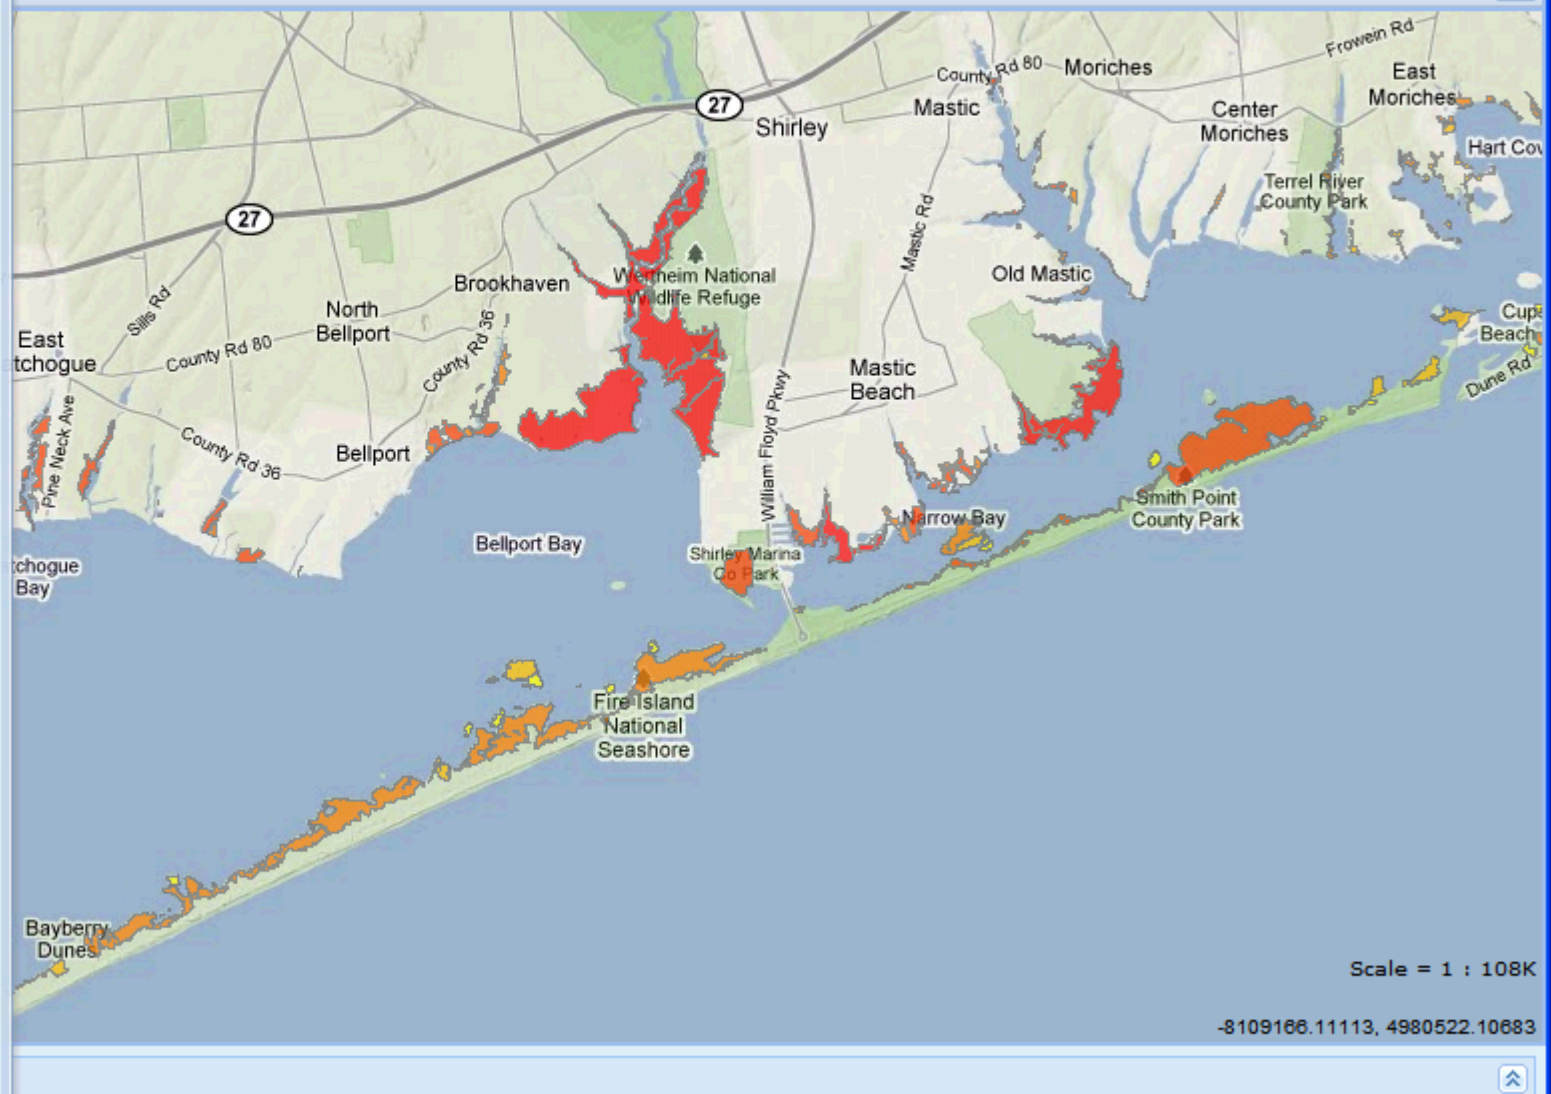 Frowein Rd
County Rd 80
Moriches
East
Moriches
27
Mastic
Center
Moriches
Shirley
Hart Cov
Terrel River
County Park
27
Mastic Rd
Wertheim National
Wildlife Refuge
Old Mastic
Brookhaven
Sills Rd
North
Bellport
County Rd 36
Cups
Beach
East
tchogue
County Rd 80
Mastic
Beach
Dune Rd
William Floyd Pkwy
Pine Neck Ave
County Rd 36
Bellport
Smith Point
County Park
Narrow Bay
Bellport Bay
Shirley Marina
Co Park
tchogue
Bay
Fire Island
National
Seashore
Bayberry
Dunes
Scale = 1 : 108K
-8109166.11113, 4980522.10683